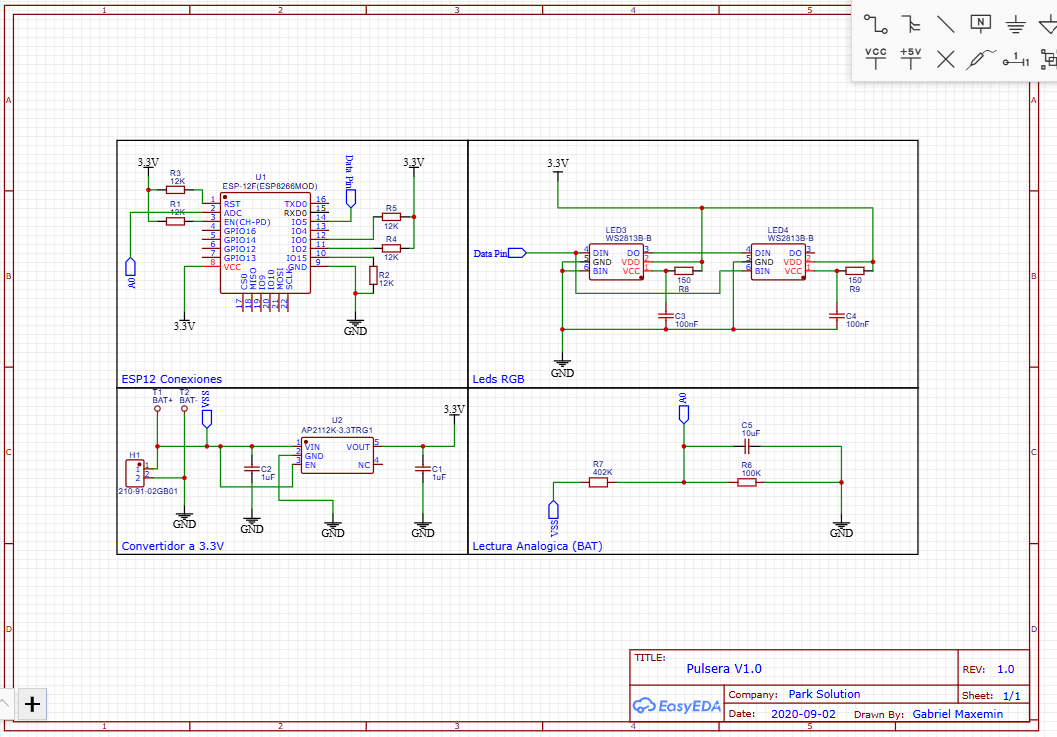 1 2 3 4 5
N
VCC +5V
A A
3.3V
R3
12K
R1
12K
U1
ESP-12F(ESP8266MOD)
Data Pin
3.3V
1 RST
2 ADC
3 EN(CH-PD)
4 GPIO16
5 GPIO14
6 GPIO12
7 GPIO13
8 VCC
TXD0 16
RXD0 15
IO5 14
IO4 13
IO0 12
IO2 11
IO15 10
GND 9
CS0 MISO IO9 IO10 MOSI SCLK
17 18 19 20 21 22
R5
12K
R4
12K
R2
12K
3.3V
GND
ESP12 Conexiones
3.3V
Data Pin
LED3
WS2813B-B
4 DIN DO 3
5 GND VDD 2
6 BIN VCC 1
150
R8
C3
100nF
LED4
WS2813B-B
4 DIN DO 3
5 GND VDD 2
6 BIN VCC 1
150
R9
C4
100nF
GND
Leds RGB
B B
T1
BAT+
T2
BAT-
VSS
H1
1 1
2 2
210-91-02GB01
GND
C2
1uF
GND
U2
AP2112K-3.3TRG1
1 VIN VOUT 5
2 GND
3 EN NC 4
GND
3.3V
C1
1uF
GND
Convertidor a 3.3V
C C
VSS
R7
402K
C5
10uF
R6
100K
GND
Lectura Analogica (BAT)
D D
TITLE:
Pulsera V1.0
REV: 1.0
EasyEDA
Company: Park Solution
Sheet: 1/1
Date: 2020-09-02 Drawn By: Gabriel Maxemin
1 2 3 4 5